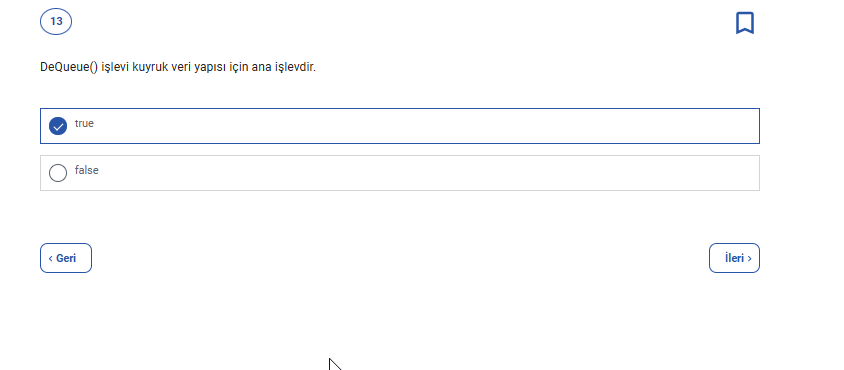 13
DeQueue() işlevi kuyruk veri yapısı için ana işlevdir.
true
false
‹ Geri
İleri ›